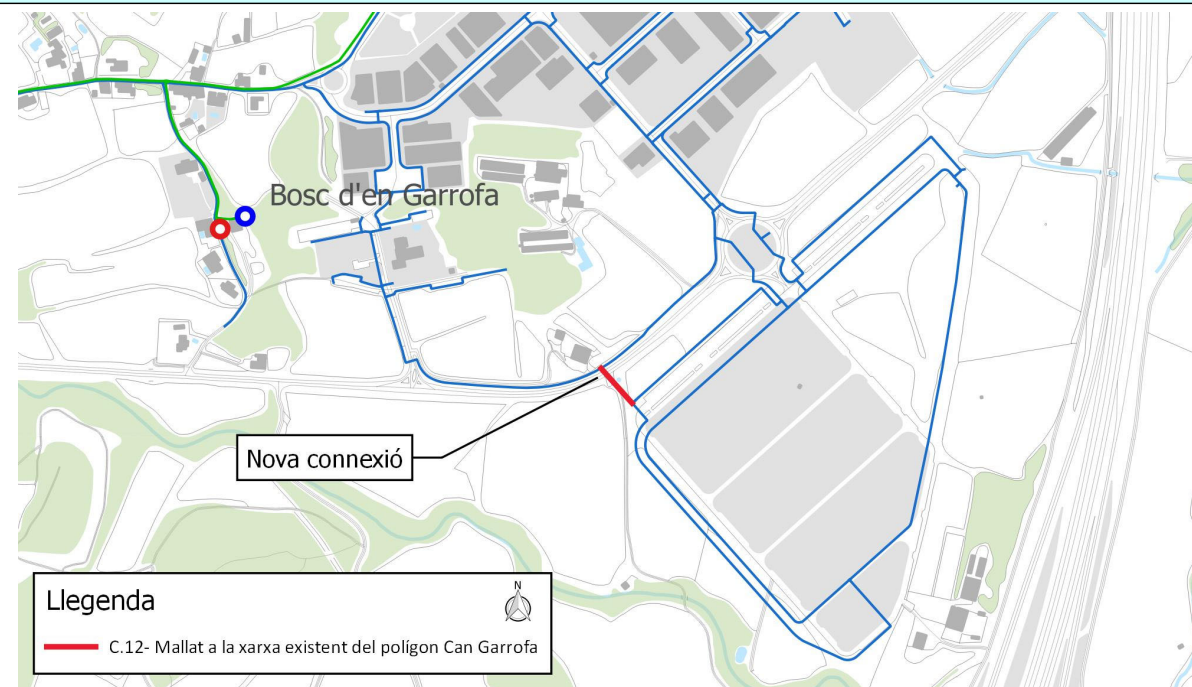 Bosc d'en Garrofa
Nova connexió
Llegenda
N
C.12- Mallat a la xarxa existent del polígon Can Garrofa